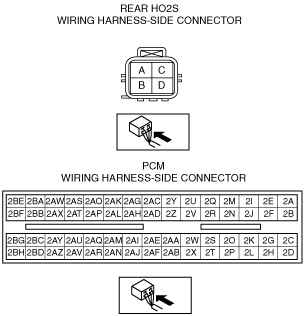 REAR HO2S
WIRING HARNESS-SIDE CONNECTOR
A C
B D
PCM
WIRING HARNESS-SIDE CONNECTOR
2BE 2BA 2AW 2AS 2AO 2AK 2AG 2AC 2Y 2U 2Q 2M 2I 2E 2A
2BF 2BB 2AX 2AT 2AP 2AL 2AH 2AD 2Z 2V 2R 2N 2J 2F 2B
2BG 2BC 2AY 2AU 2AQ 2AM 2AI 2AE 2AA 2W 2S 2O 2K 2G 2C
2BH 2BD 2AZ 2AV 2AR 2AN 2AJ 2AF 2AB 2X 2T 2P 2L 2H 2D